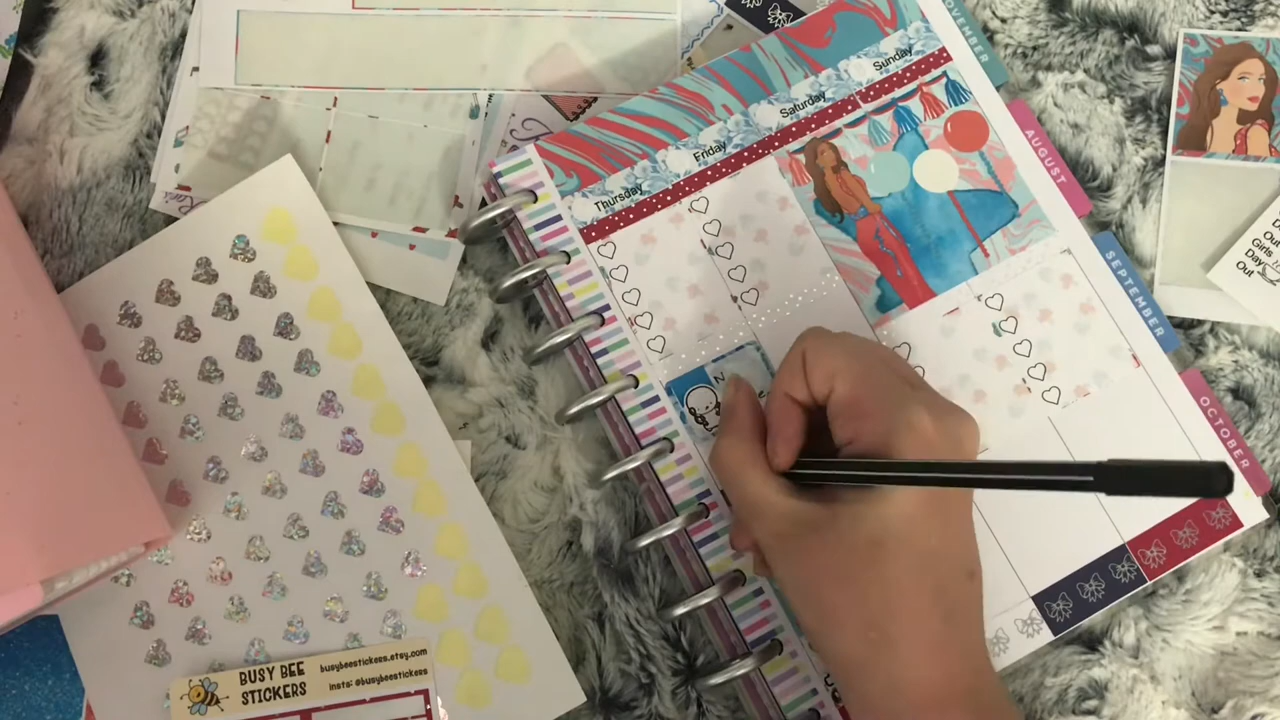 NOVEMBER
Sunday
Saturday
Friday
Thursday
AUGUST
SEPTEMBER
OCTOBER
Girls
Day
Out
BUSY BEE
STICKERS
busybeestickers.etsy.com
insta: @busybeestickers